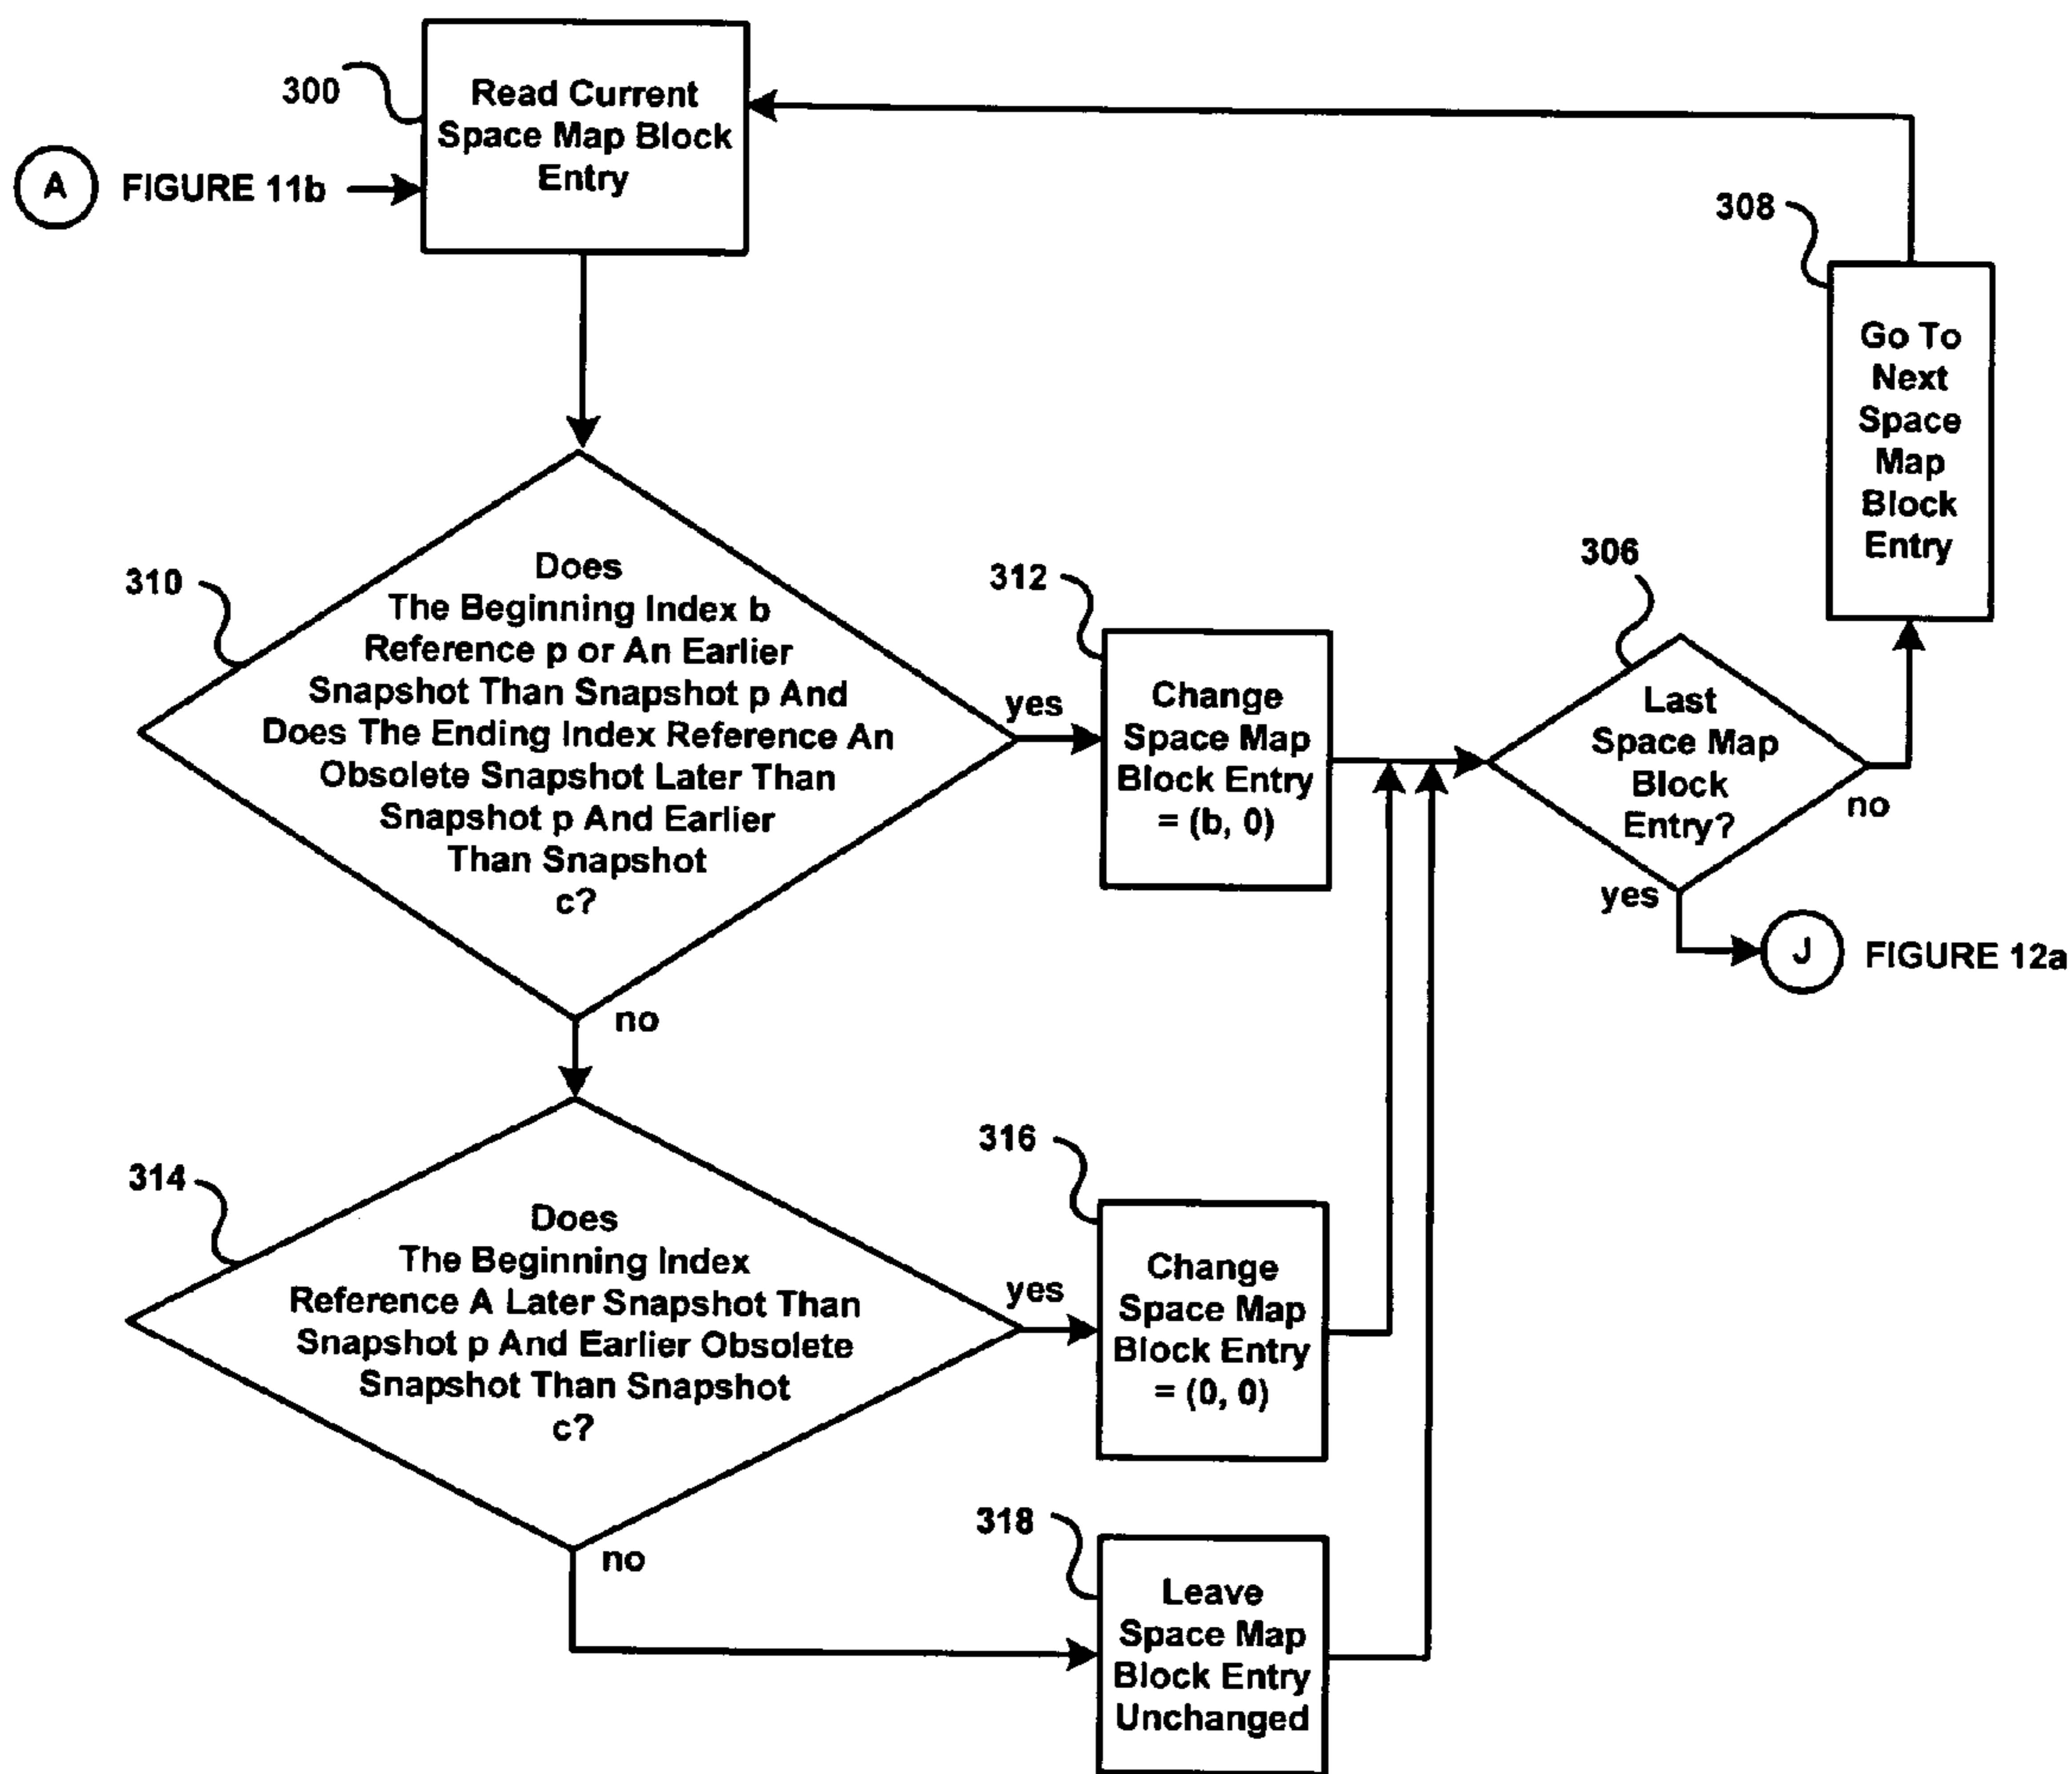 300
Read Current
Space Map Block
Entry
A
FIGURE 11b
308
Go To
Next
Space
Map
Block
Entry
310
Does
The Beginning Index b
Reference p or An Earlier
Snapshot Than Snapshot p And
Does The Ending Index Reference An
Obsolete Snapshot Later Than
Snapshot p And Earlier
Than Snapshot
c?
yes
no
312
Change
Space Map
Block Entry
= (b, 0)
306
Last
Space Map
Block
Entry?
no
yes
J
FIGURE 12a
314
Does
The Beginning Index
Reference A Later Snapshot Than
Snapshot p And Earlier Obsolete
Snapshot Than Snapshot
c?
yes
no
316
Change
Space Map
Block Entry
= (0, 0)
318
Leave
Space Map
Block Entry
Unchanged